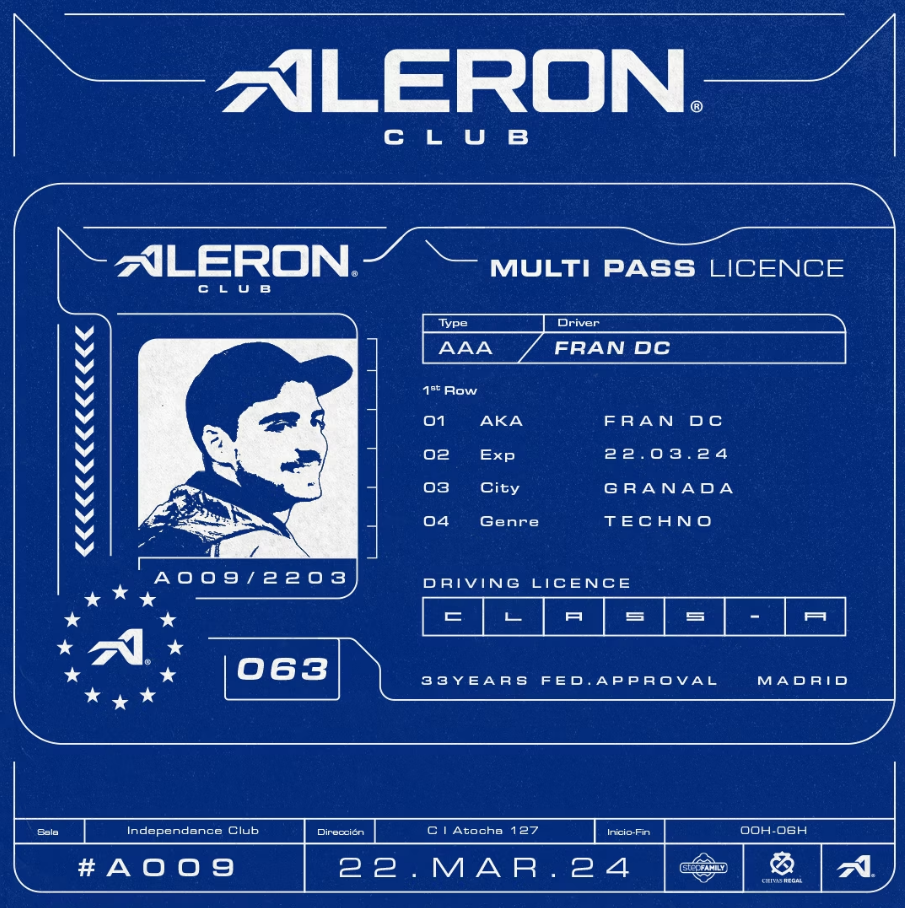 ALERON®
CLUB
ALERON®
CLUB
MULTI PASS LICENCE
Type Driver
AAA FRAN DC
1st Row
01 AKA FRAN DC
02 Exp 22.03.24
03 City GRANADA
04 Genre TECHNO
A009/2203
DRIVING LICENCE
CLASS-A
A®
063
33YEARS FED.APPROVAL MADRID
Sala Independance Club Dirección C | Atocha 127 Inicio-Fin 00H-06H
#A009 22.MAR.24 stepFAMILY CHIVAS REGAL A®